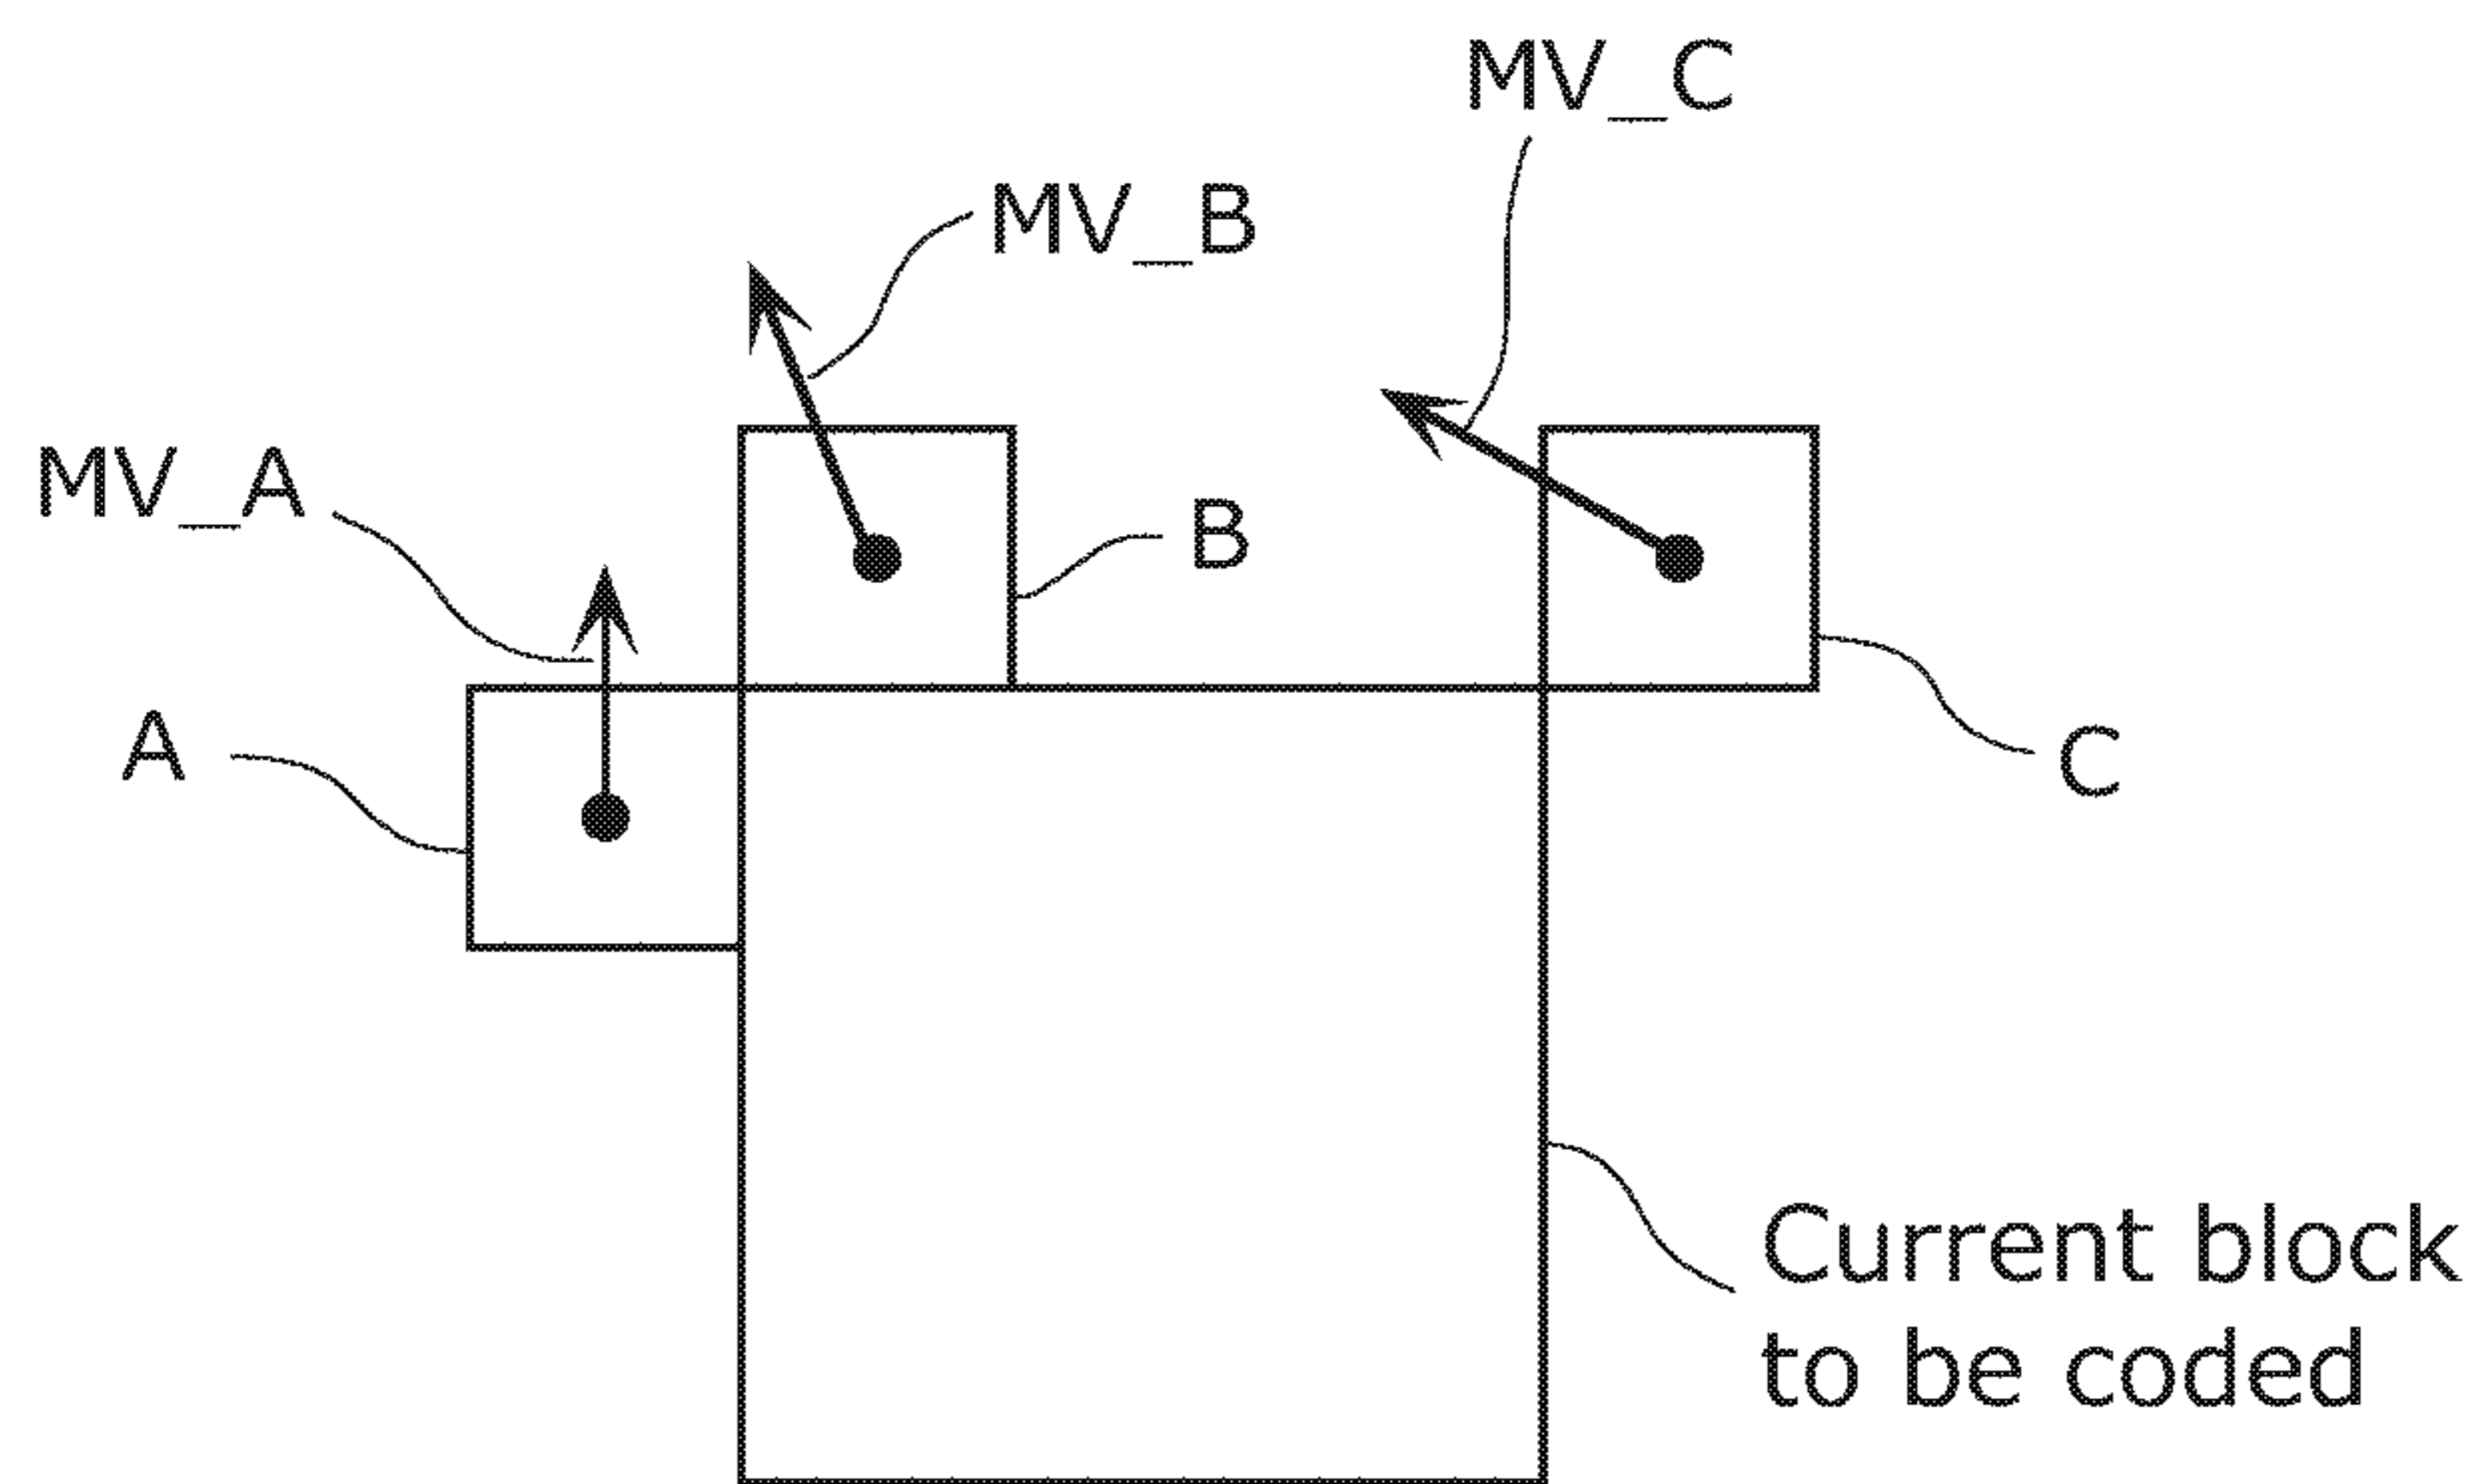 MV_C
MV_B
MV_A
B
A
C
Current block
to be coded